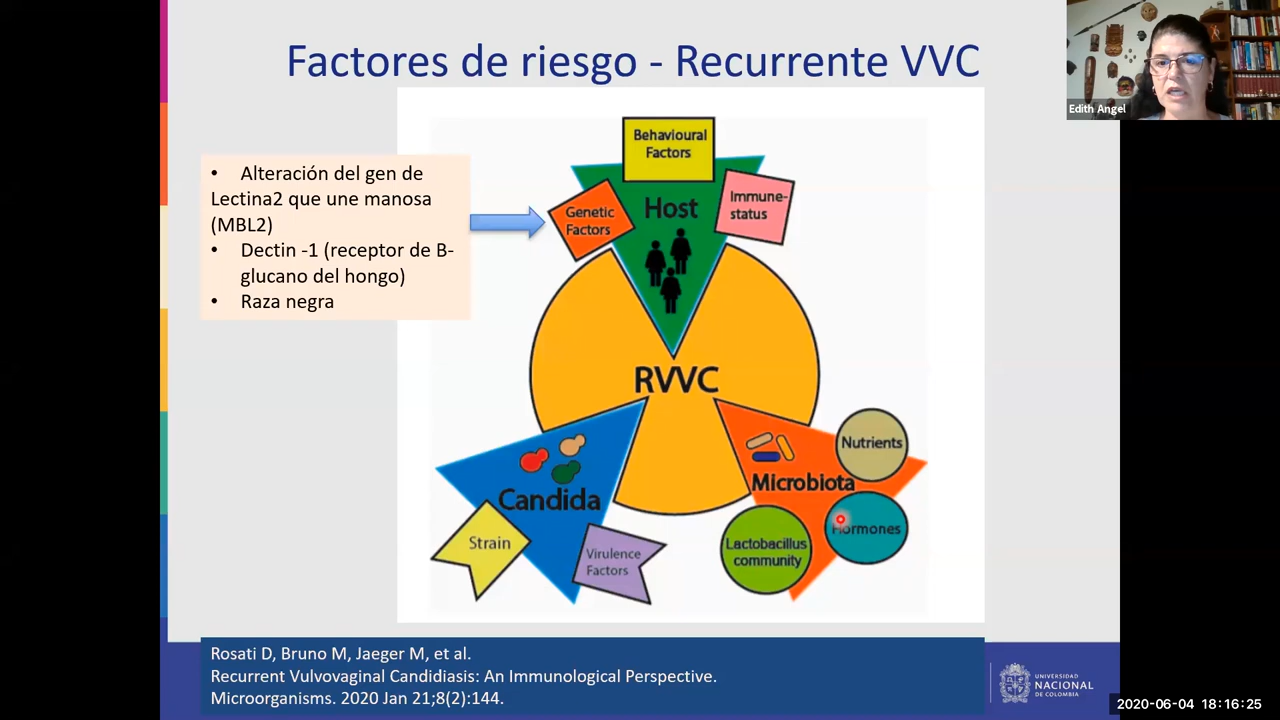 Factores de riesgo - Recurrente VVC
Edith Angel
• Alteración del gen de
Lectina2 que une manosa
(MBL2)
• Dectin -1 (receptor de B-
glucano del hongo)
• Raza negra
Behavioural
Factors
Genetic
Factors
Host
Immune-
status
RVVC
Candida
Strain
Virulence
Factors
Microbiota
Nutrients
Hormones
Lactobacillus
community
Rosati D, Bruno M, Jaeger M, et al.
Recurrent Vulvovaginal Candidiasis: An Immunological Perspective.
Microorganisms. 2020 Jan 21;8(2):144.
UNIVERSIDAD
NACIONAL
DE COLOMBIA
2020-06-04 18:16:25